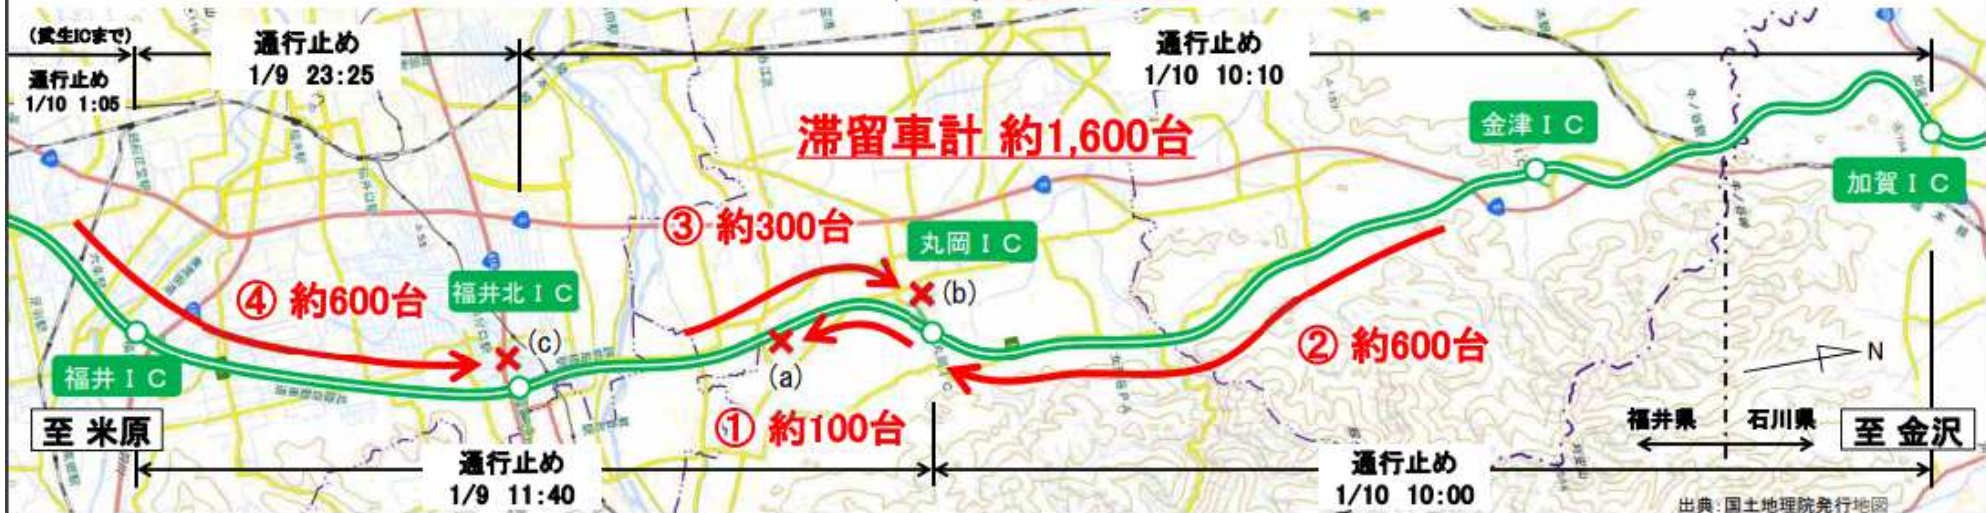 (武生ICまで)
通行止め
1/10 1:05
通行止め
1/9 23:25
通行止め
1/10 10:10
滞留車計 約1,600台
金津ＩＣ
加賀ＩＣ
③ 約300台
丸岡ＩＣ
④ 約600台
福井北ＩＣ
(b)
(c)
(a)
② 約600台
N
福井ＩＣ
① 約100台
至 米原
福井県
石川県
至 金沢
通行止め
1/9 11:40
通行止め
1/10 10:00
出典:国土地理院発行地図